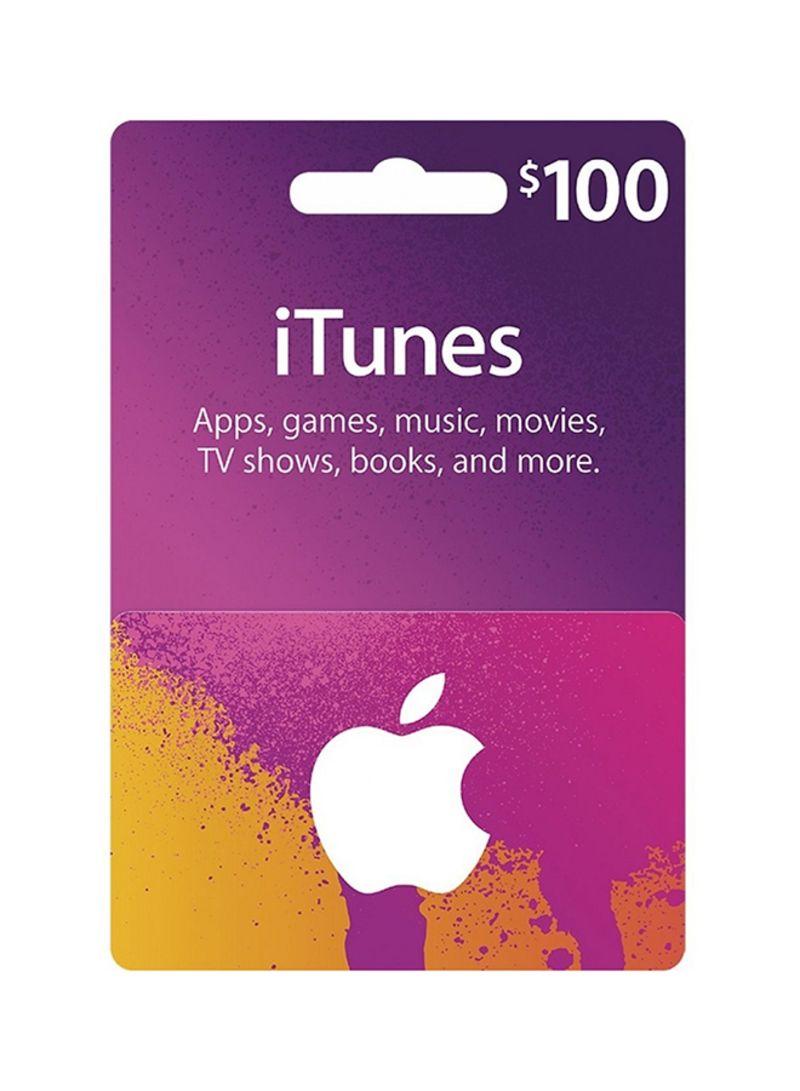 $100
iTunes
Apps, games, music, movies,
TV shows, books, and more.